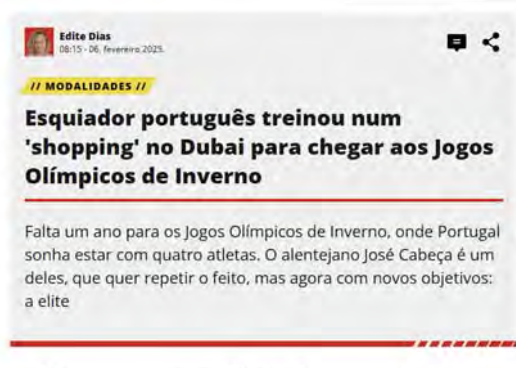 Edite Dias
08:15 - 06, fevereiro 2025.
// MODALIDADES //
Esquiador português treinou num
'shopping' no Dubai para chegar aos Jogos
Olímpicos de Inverno
Falta um ano para os Jogos Olímpicos de Inverno, onde Portugal
sonha estar com quatro atletas. O alentejano José Cabeça é um
deles, que quer repetir o feito, mas agora com novos objetivos:
a elite